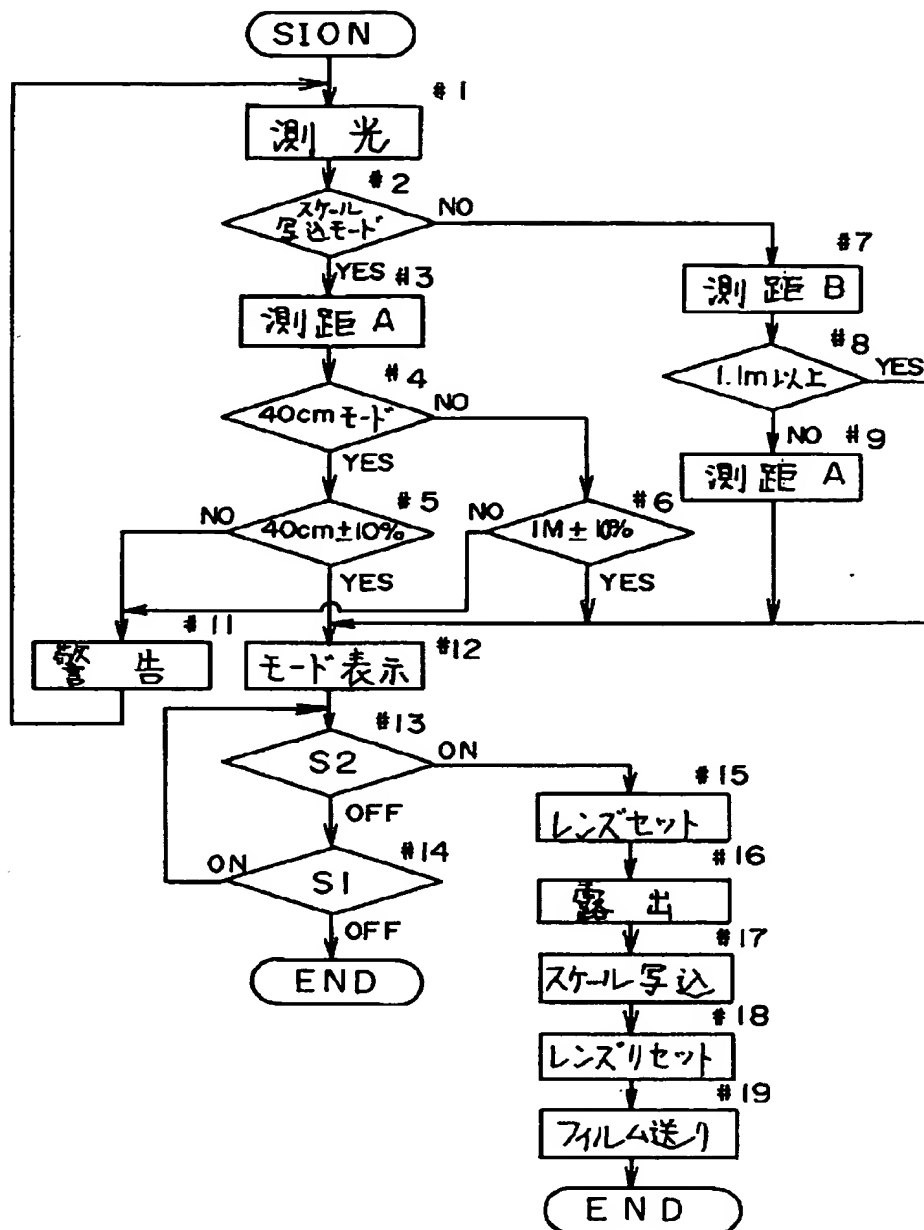 S1ON
#1
測光
#2
スケール
写込モード
NO
YES
#3
測距 A
#7
測距 B
#8
1.1m以上
YES
#4
40cmモード
NO
YES
NO
#9
測距 A
#5
40cm±10%
NO
YES
#6
1M±10%
NO
YES
#11
警告
#12
モード表示
#13
S2
ON
OFF
#14
S1
ON
OFF
END
#15
レンズセット
#16
露出
#17
スケール写込
#18
レンズリセット
#19
フィルム送り
END